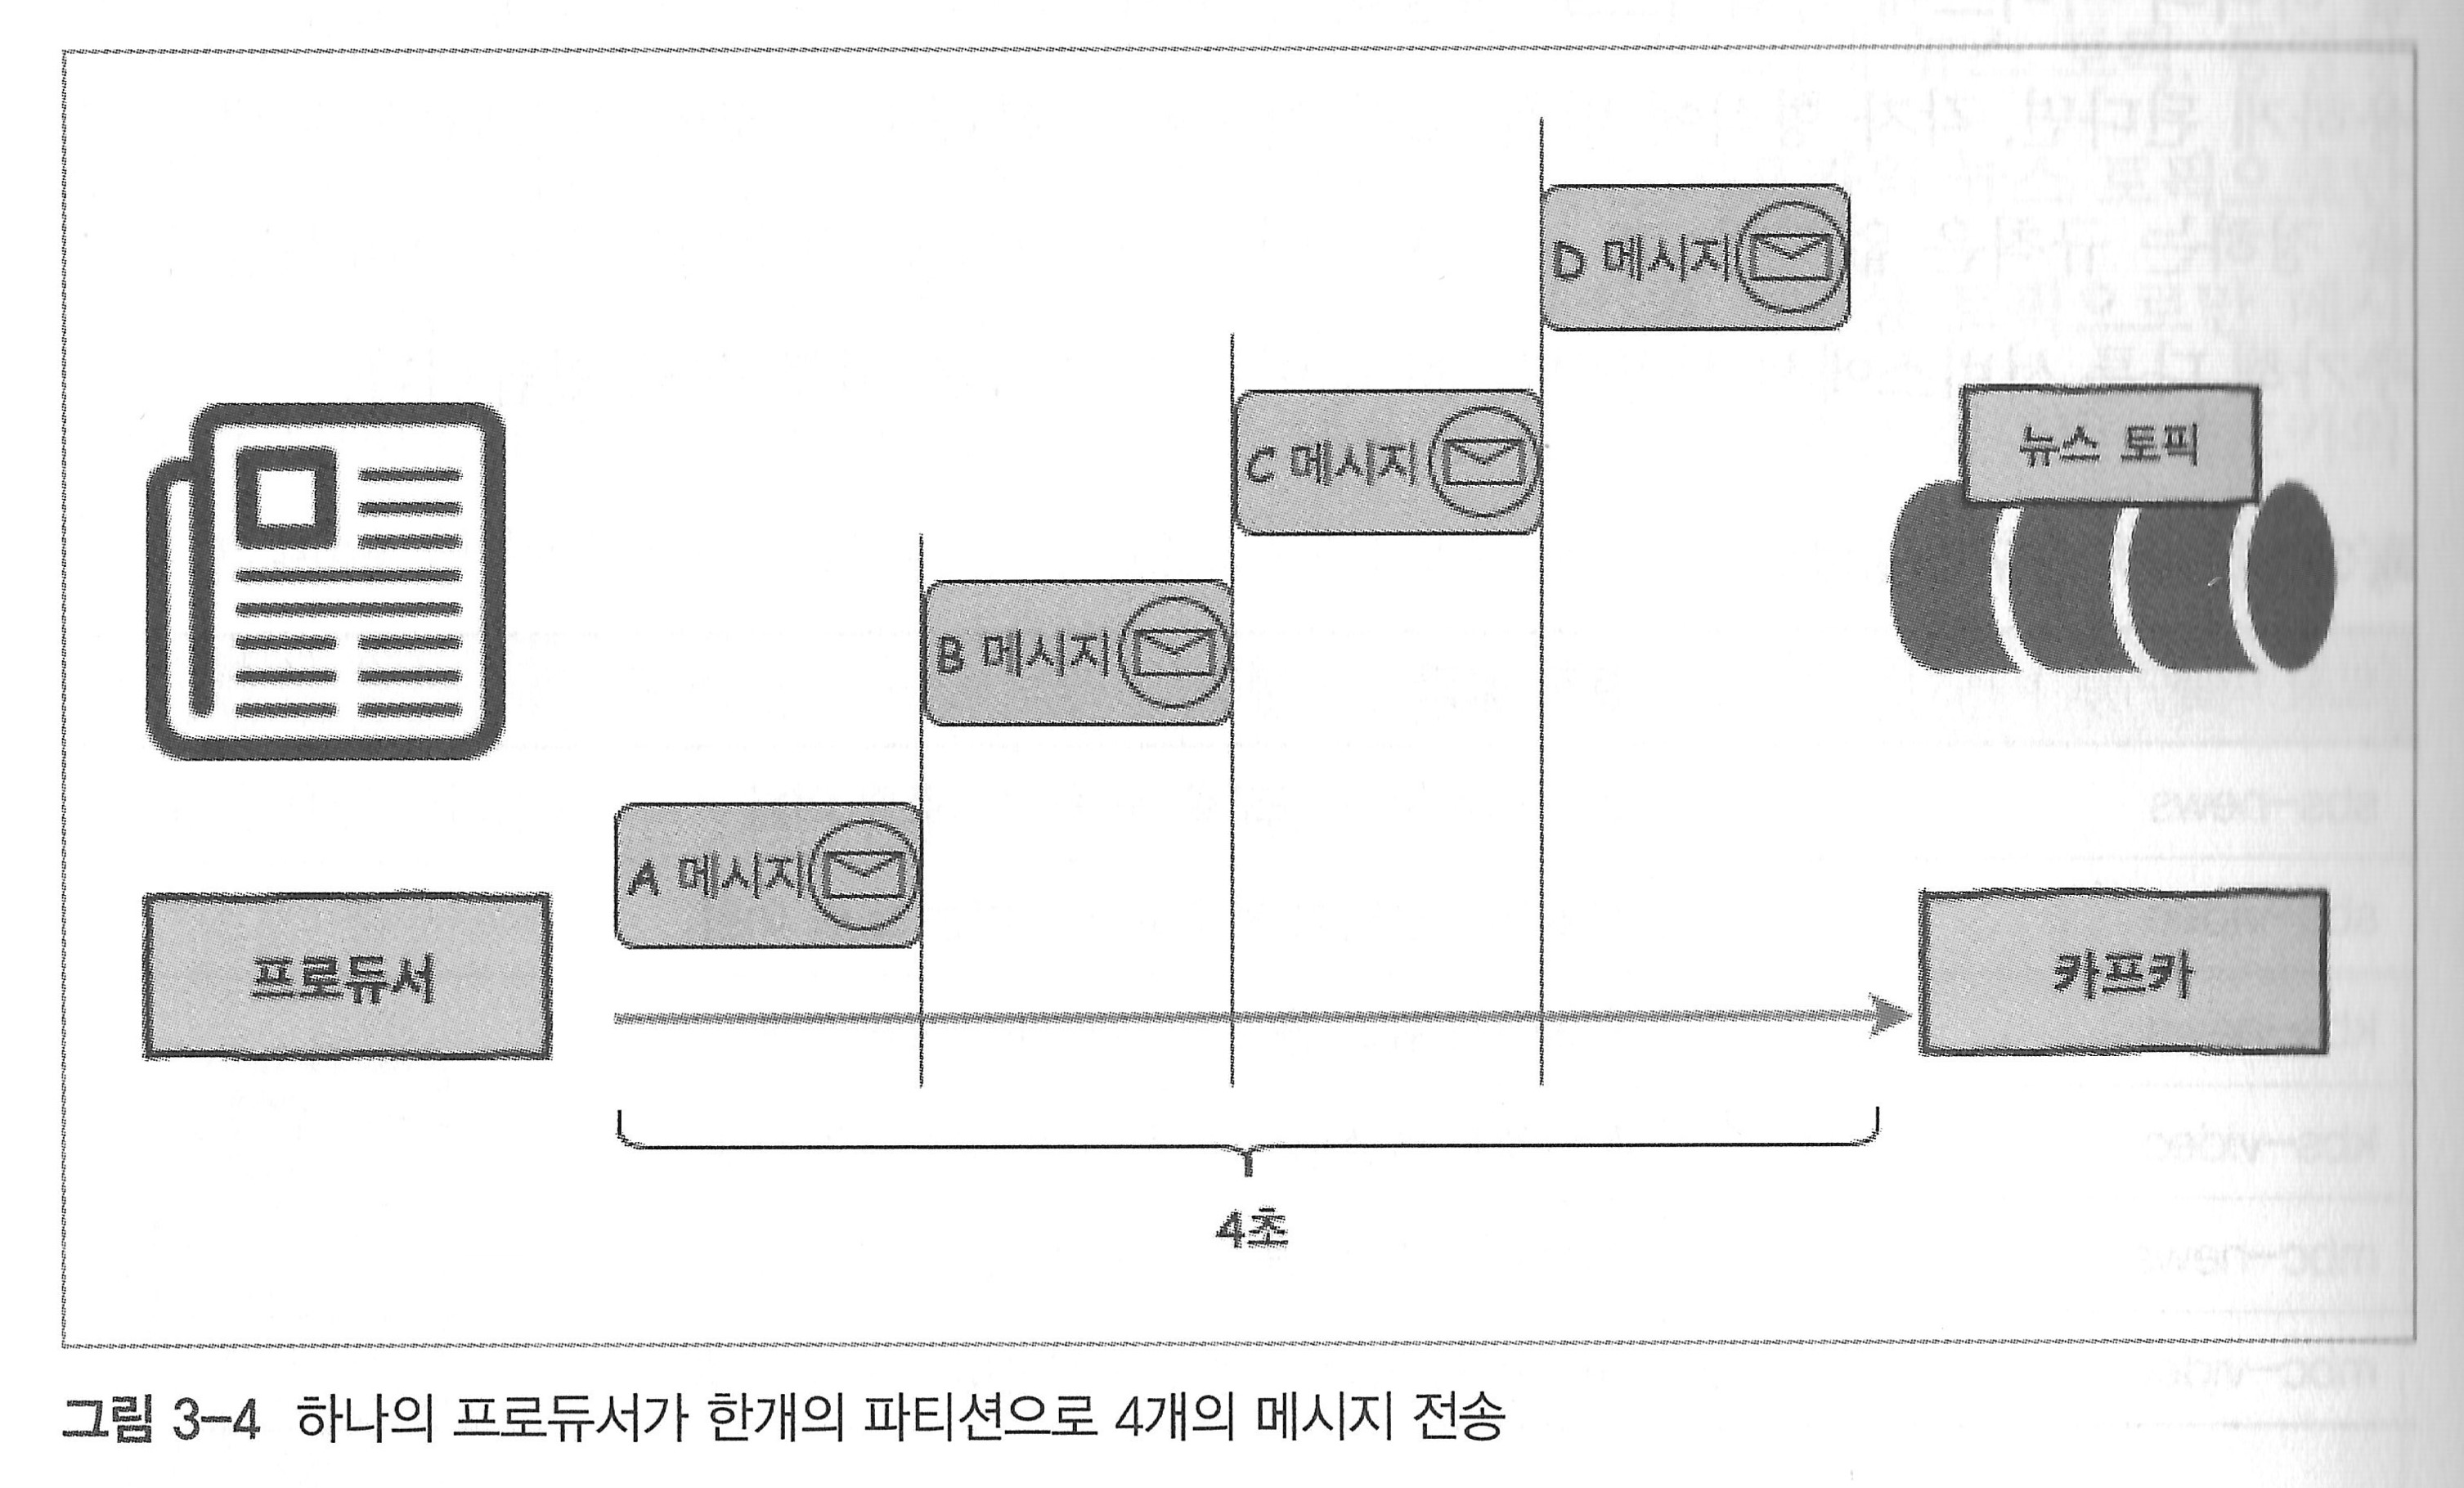 D 메시지
C 메시지
뉴스 토픽
B 메시지
A 메시지
프로듀서
카프카
4초
그림 3-4 하나의 프로듀서가 한개의 파티션으로 4개의 메시지 전송